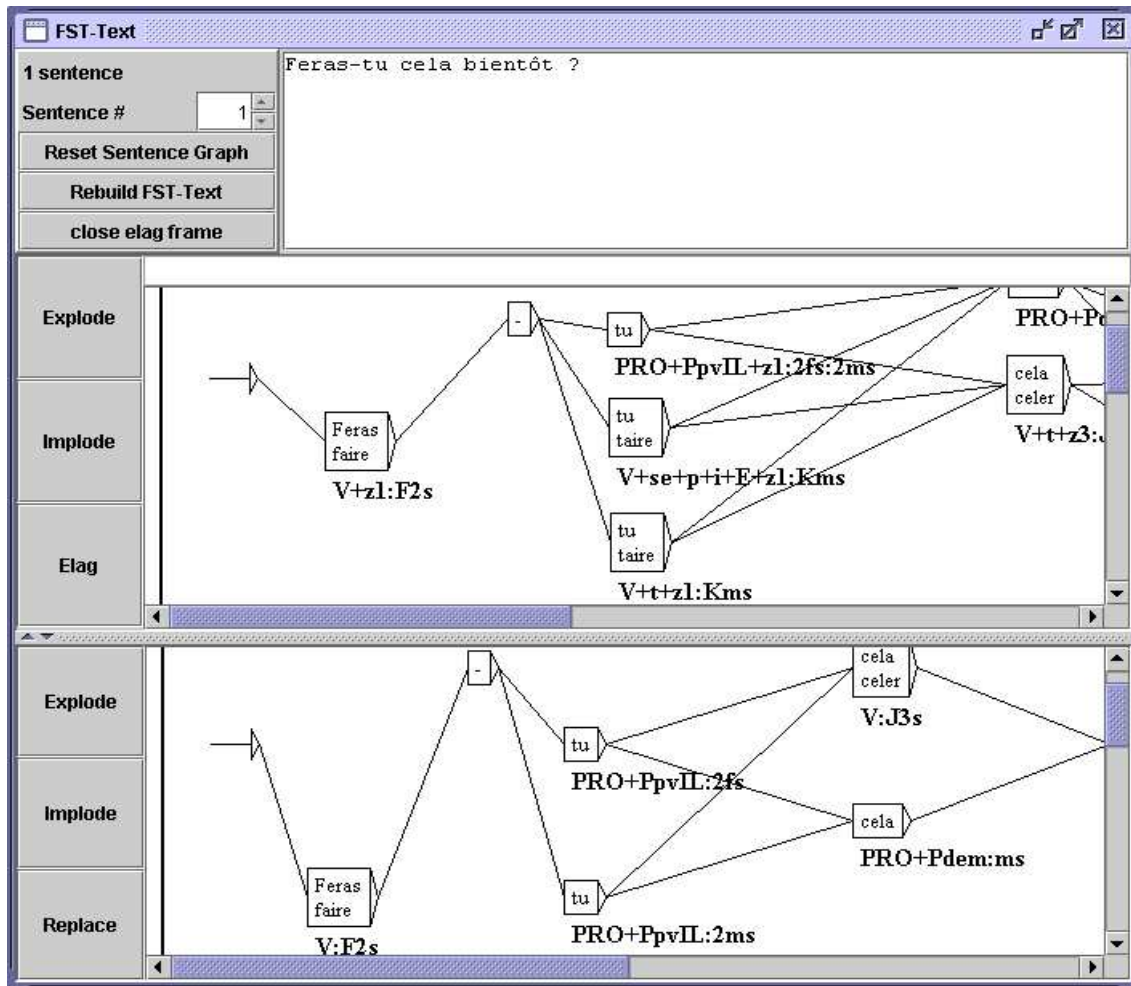 FST-Text
1 sentence
Sentence # 1
Reset Sentence Graph
Rebuild FST-Text
close elag frame
Feras-tu cela bientôt ?
Explode
Implode
Elag
Feras
faire
V+z1:F2s
-
tu
PRO+PpvIL+z1:2fs:2ms
tu
taire
V+se+p+i+E+z1:Kms
tu
taire
V+t+z1:Kms
PRO+P
cela
celer
V+t+z3:
Explode
Implode
Replace
Feras
faire
V:F2s
-
tu
PRO+PpvIL:2fs
tu
PRO+PpvIL:2ms
cela
celer
V:J3s
cela
PRO+Pdem:ms